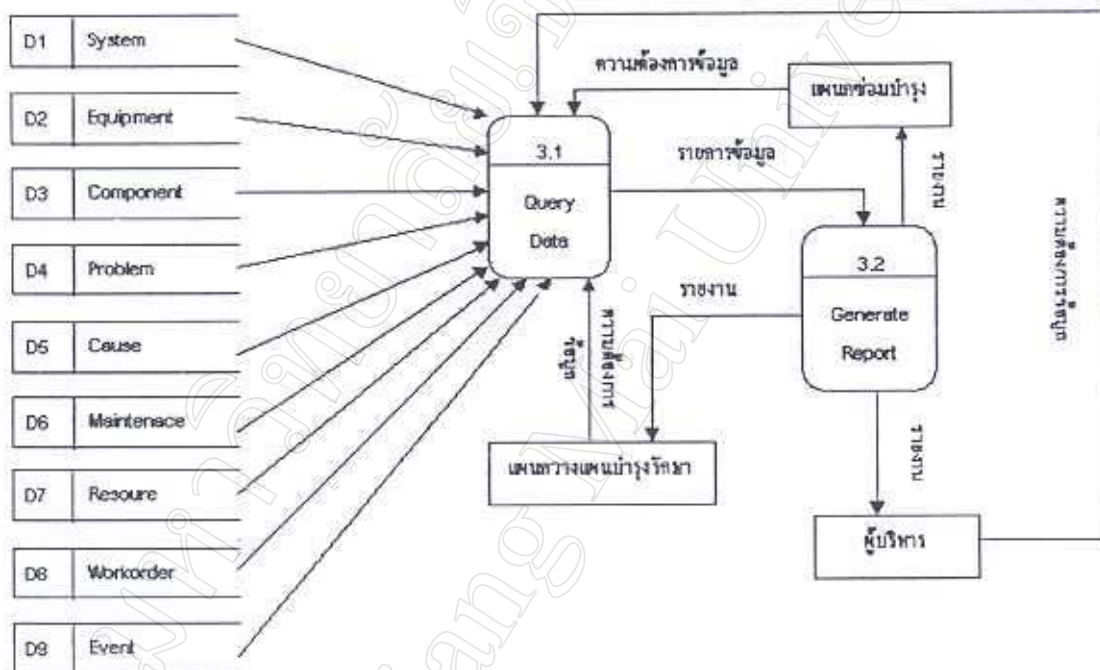 D1 System
D2 Equipment
D3 Component
D4 Problem
D5 Cause
D6 Maintenace
D7 Resoure
D8 Workorder
D9 Event
3.1
Query
Data
ความต้องการข้อมูล
แผนกซ่อมบำรุง
รายการข้อมูล
รายงาน
3.2
Generate
Report
รายงาน
ความต้องการ
ข้อมูล
แผนกวางแผนบำรุงรักษา
รายงาน
ผู้บริหาร
ความต้องการข้อมูล